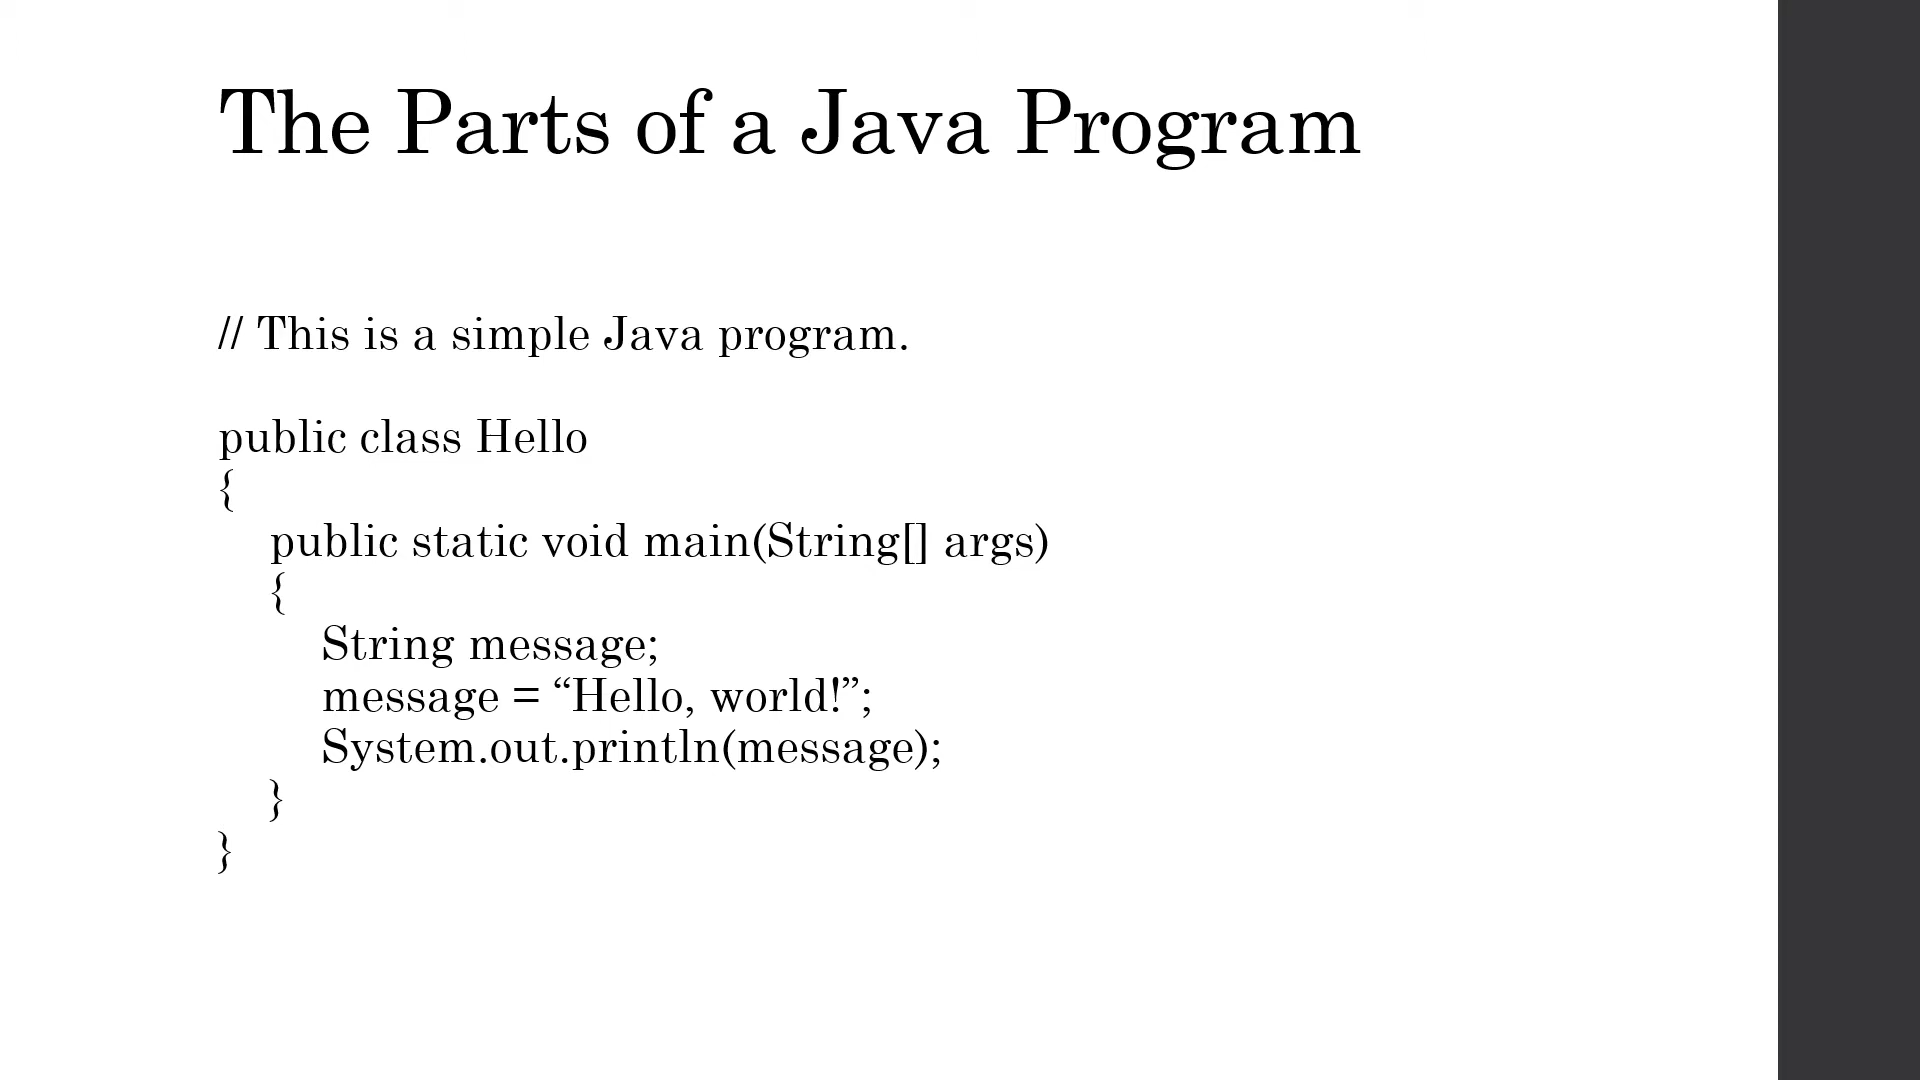 The Parts of a Java Program
// This is a simple Java program.
public class Hello
{
public static void main(String[] args)
{
String message;
message = “Hello, world!”;
System.out.println(message);
}
}